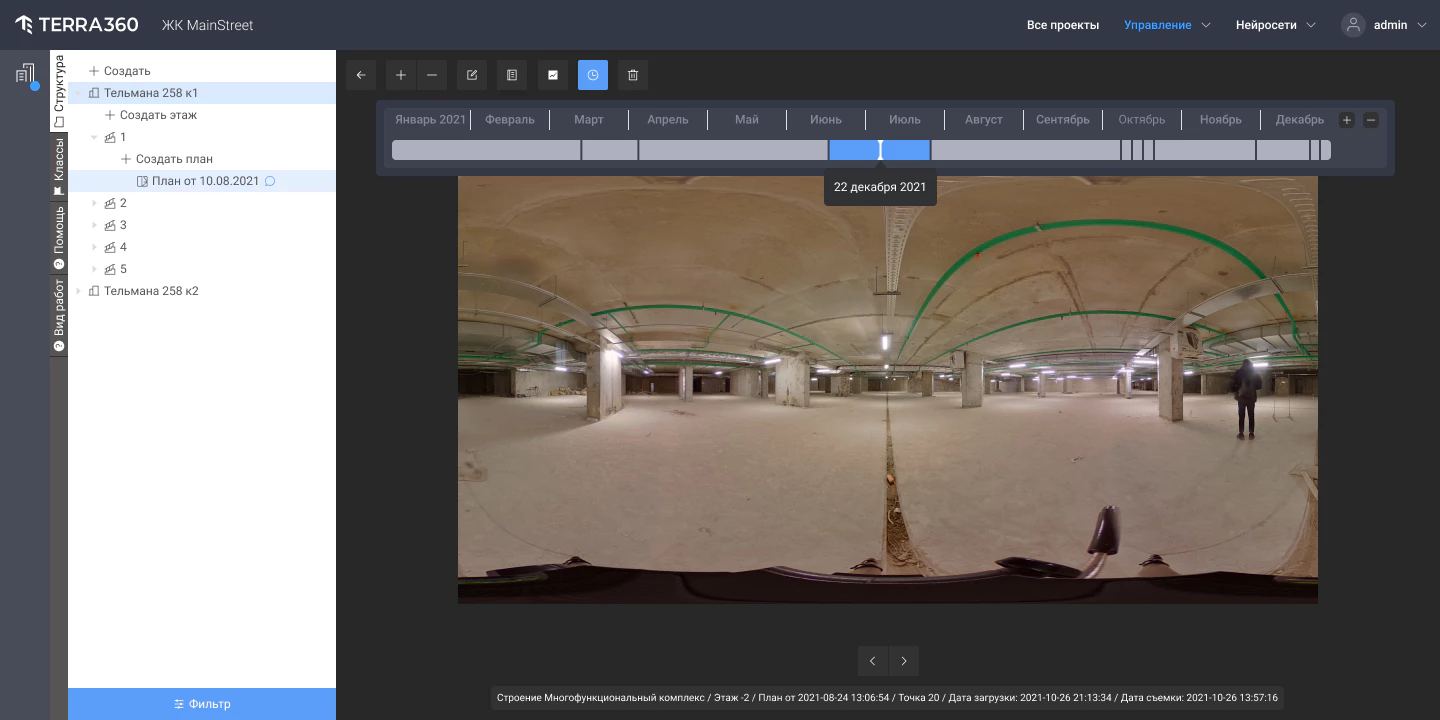 TERRA360
ЖК MainStreet
Все проекты
Управление
Нейросети
admin
Структура
Классы
Помощь
Вид работ
Создать
Тельмана 258 к1
Создать этаж
1
Создать план
План от 10.08.2021
2
3
4
5
Тельмана 258 к2
Фильтр
Январь 2021
Февраль
Март
Апрель
Май
Июнь
Июль
Август
Сентябрь
Октябрь
Ноябрь
Декабрь
22 декабря 2021
Строение Многофункциональный комплекс / Этаж -2 / План от 2021-08-24 13:06:54 / Точка 20 / Дата загрузки: 2021-10-26 21:13:34 / Дата съемки: 2021-10-26 13:57:16